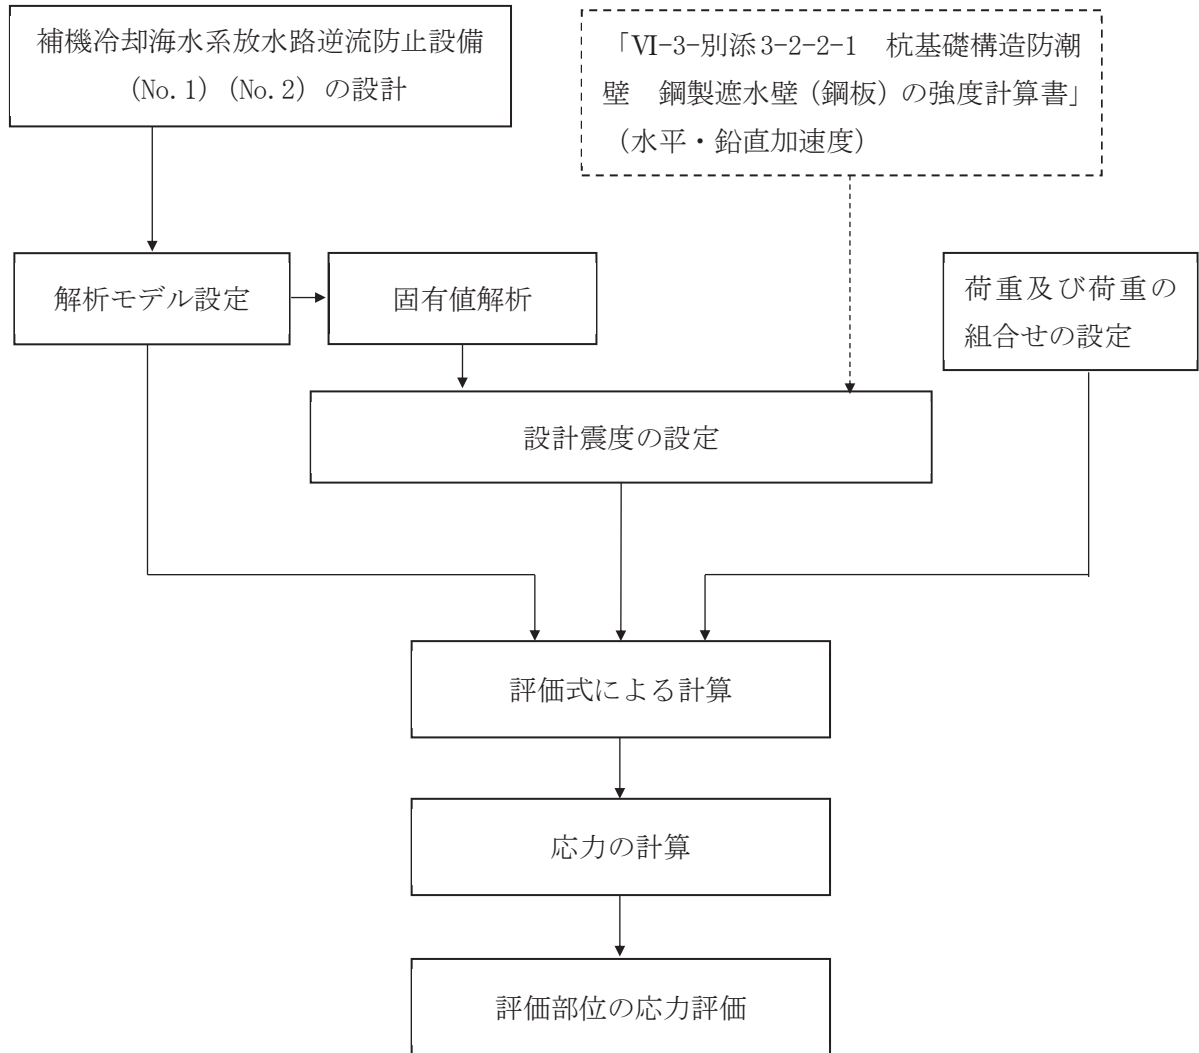 補機冷却海水系放水路逆流防止設備
(No.1) (No.2) の設計
「Ⅵ-3-別添3-2-2-1　杭基礎構造防潮
壁　鋼製遮水壁(鋼板)の強度計算書」
(水平・鉛直加速度)
解析モデル設定
固有値解析
荷重及び荷重の
組合せの設定
設計震度の設定
評価式による計算
応力の計算
評価部位の応力評価